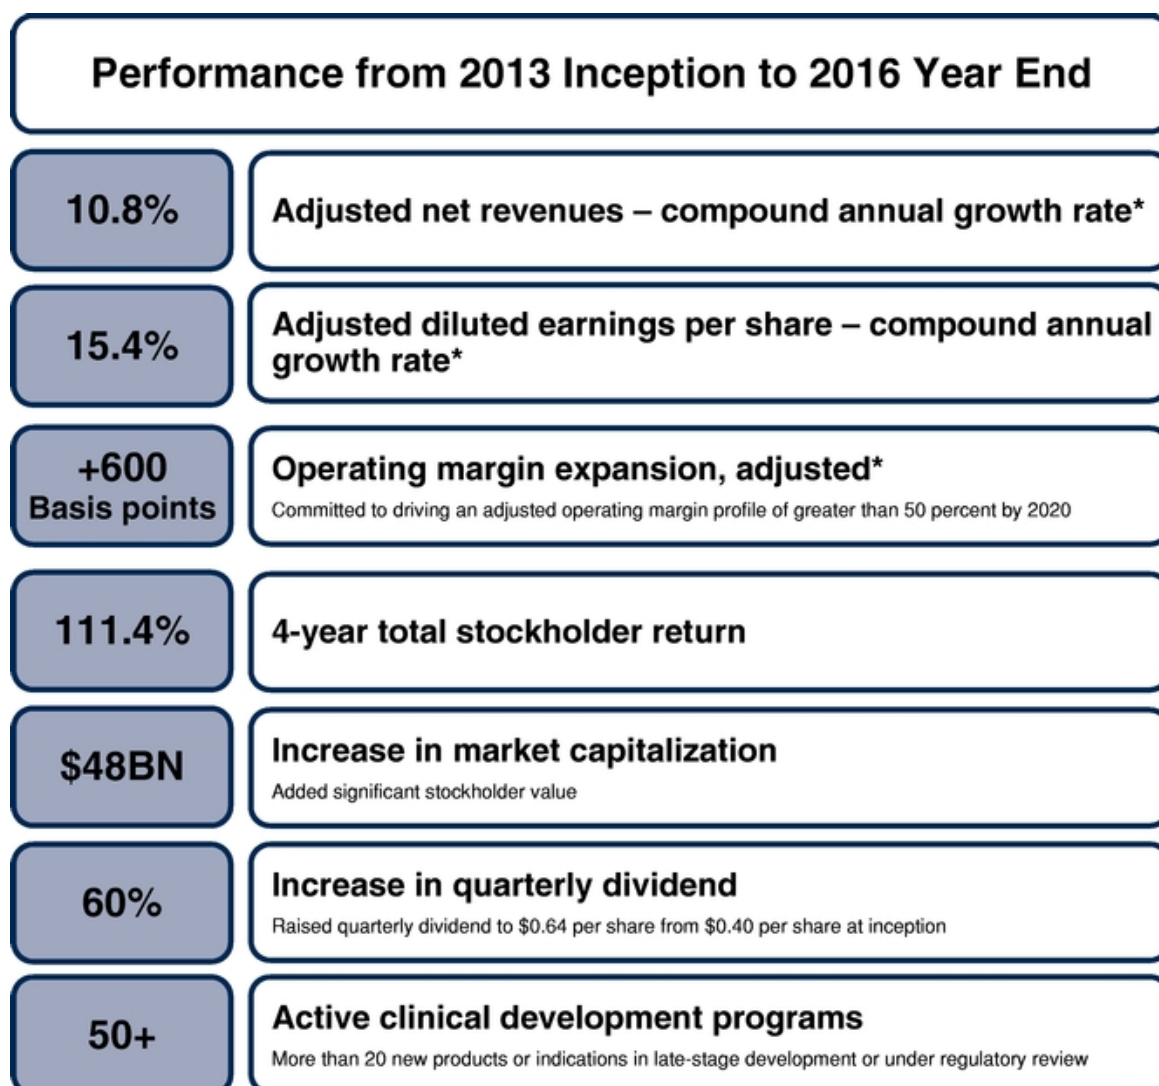 Performance from 2013 Inception to 2016 Year End
10.8%
Adjusted net revenues – compound annual growth rate*
15.4%
Adjusted diluted earnings per share – compound annual
growth rate*
+600
Basis points
Operating margin expansion, adjusted*
Committed to driving an adjusted operating margin profile of greater than 50 percent by 2020
111.4%
4-year total stockholder return
$48BN
Increase in market capitalization
Added significant stockholder value
60%
Increase in quarterly dividend
Raised quarterly dividend to $0.64 per share from $0.40 per share at inception
50+
Active clinical development programs
More than 20 new products or indications in late-stage development or under regulatory review